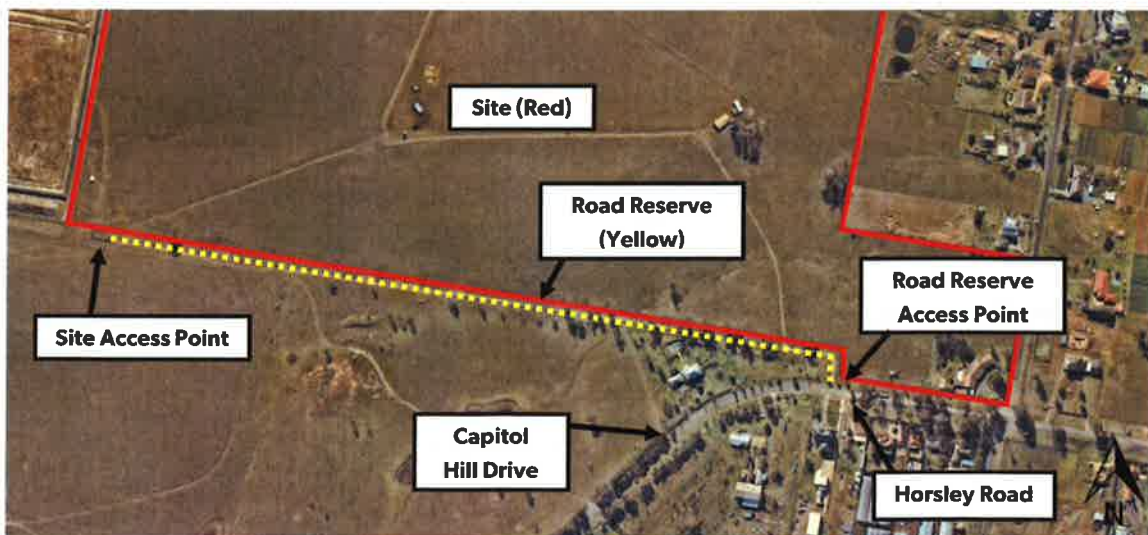 Site (Red)
Road Reserve
(Yellow)
Road Reserve
Access Point
Site Access Point
Capitol
Hill Drive
Horsley Road
N